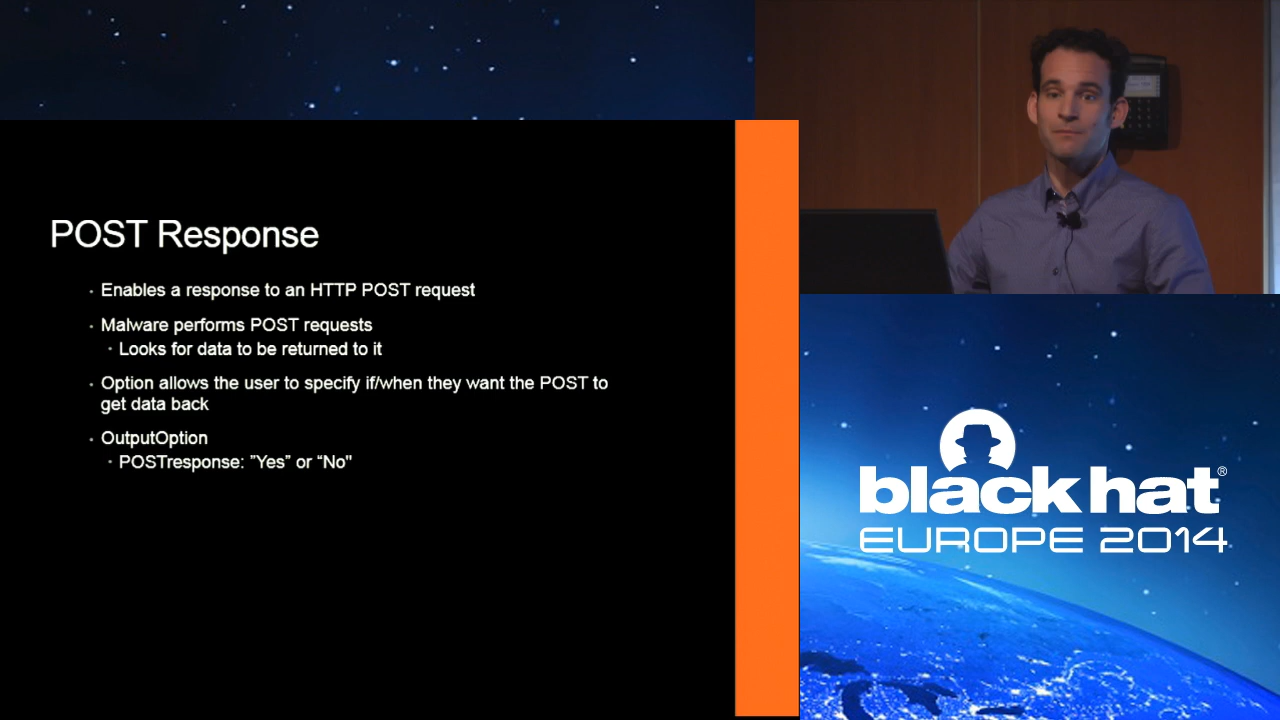 POST Response
· Enables a response to an HTTP POST request
· Malware performs POST requests
· Looks for data to be returned to it
· Option allows the user to specify if/when they want the POST to
get data back
· OutputOption
· POSTresponse: ”Yes” or “No"
black hat®
EUROPE 2014